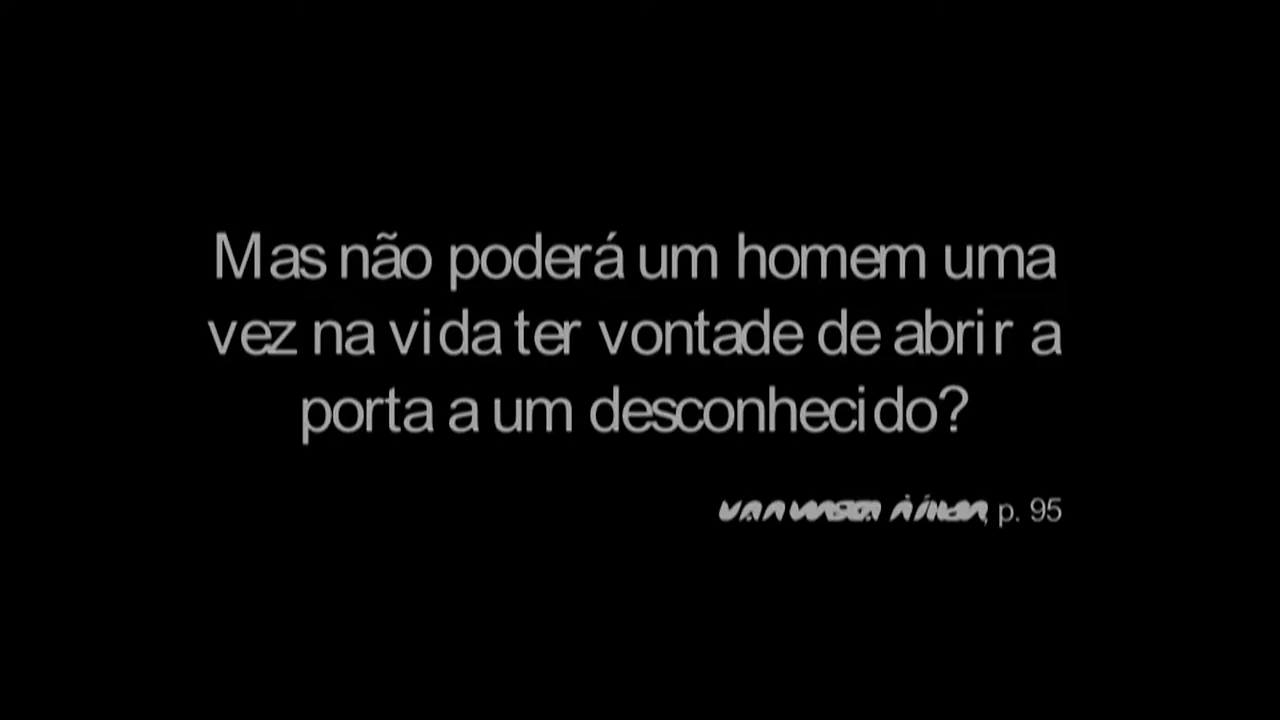 Mas não poderá um homem uma
vez na vida ter vontade de abrir a
porta a um desconhecido?
, p. 95